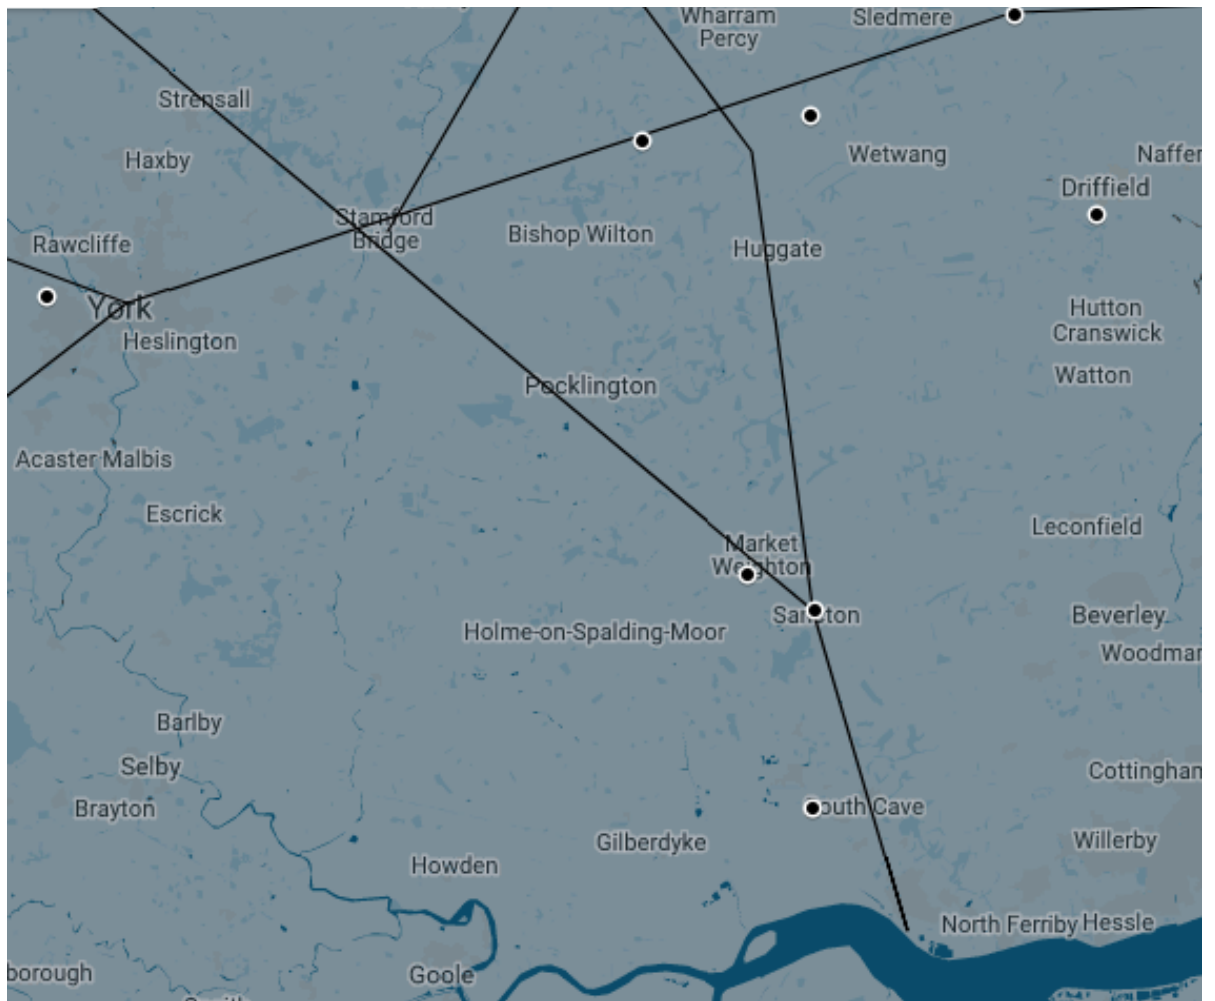 Wharram
Percy
Sledmere
Strensall
Haxby
Wetwang
Naffer
Driffield
Stamford
Bridge
Rawcliffe
Bishop Wilton
Huggate
York
Hutton
Cranswick
Heslington
Watton
Pocklington
Acaster Malbis
Escrick
Leconfield
Market
Weighton
Sancton
Beverley
Holme-on-Spalding-Moor
Woodmar
Barlby
Selby
Cottinghan
Brayton
South Cave
Gilberdyke
Willerby
Howden
North Ferriby
Hessle
borough
Goole